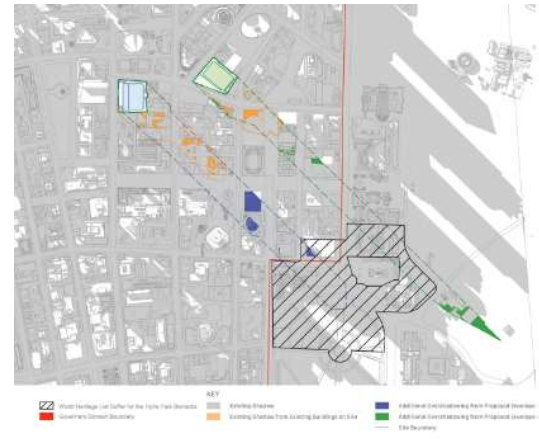 KEY
World Heritage List Buffer for the Hyde Park Barracks
Governors Domain Boundary
Existing Shadow
Existing Shadow from Existing Buildings on Site
Additional Overshadowing from Proposed Envelope
Additional Overshadowing from Proposed Envelope
Site Boundary